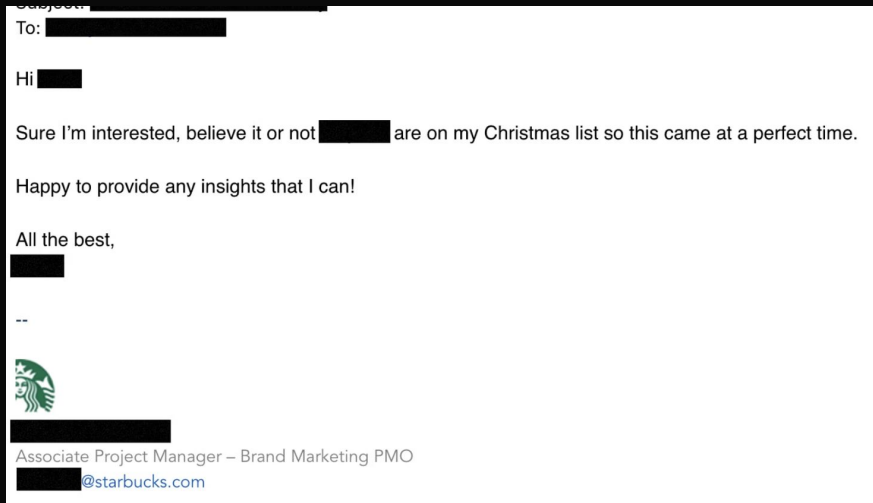 Subject:
To:
Hi
Sure I'm interested, believe it or not are on my Christmas list so this came at a perfect time.
Happy to provide any insights that I can!
All the best,
--
Associate Project Manager – Brand Marketing PMO
@starbucks.com